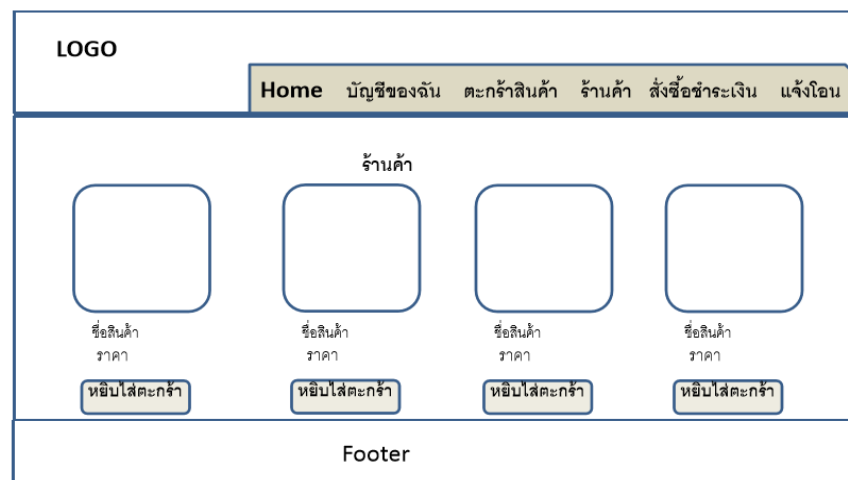 LOGO
Home บัญชีของฉัน ตะกร้าสินค้า ร้านค้า สั่งซื้อชำระเงิน แจ้งโอน
ร้านค้า
ชื่อสินค้า ชื่อสินค้า ชื่อสินค้า ชื่อสินค้า
ราคา ราคา ราคา ราคา
หยิบใส่ตะกร้า หยิบใส่ตะกร้า หยิบใส่ตะกร้า หยิบใส่ตะกร้า
Footer